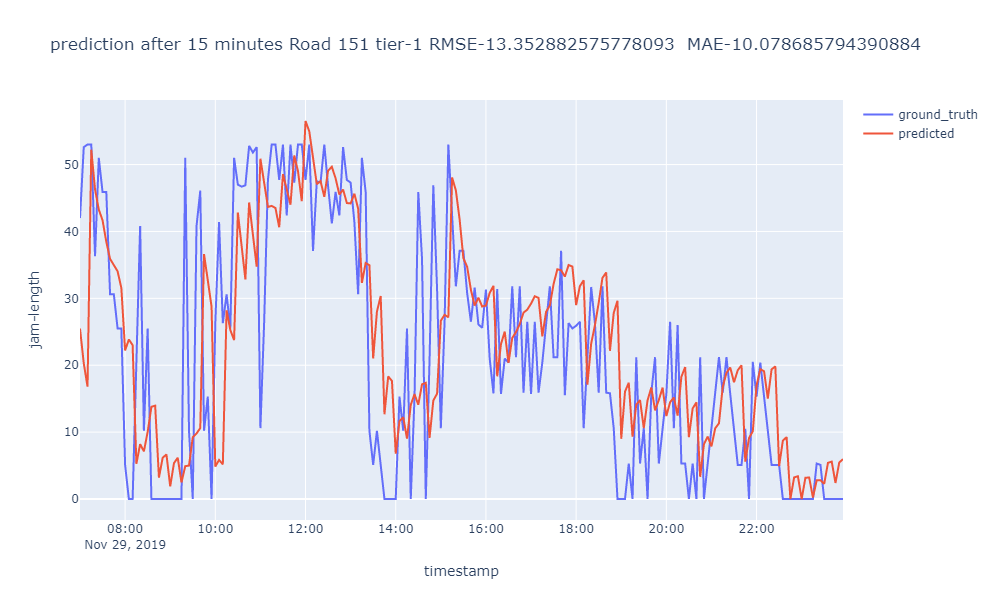 prediction after 15 minutes Road 151 tier-1 RMSE-13.352882575778093  MAE-10.078685794390884
ground_truth
predicted
50
40
30
20
10
0
jam-length
08:00 10:00 12:00 14:00 16:00 18:00 20:00 22:00
Nov 29, 2019
timestamp